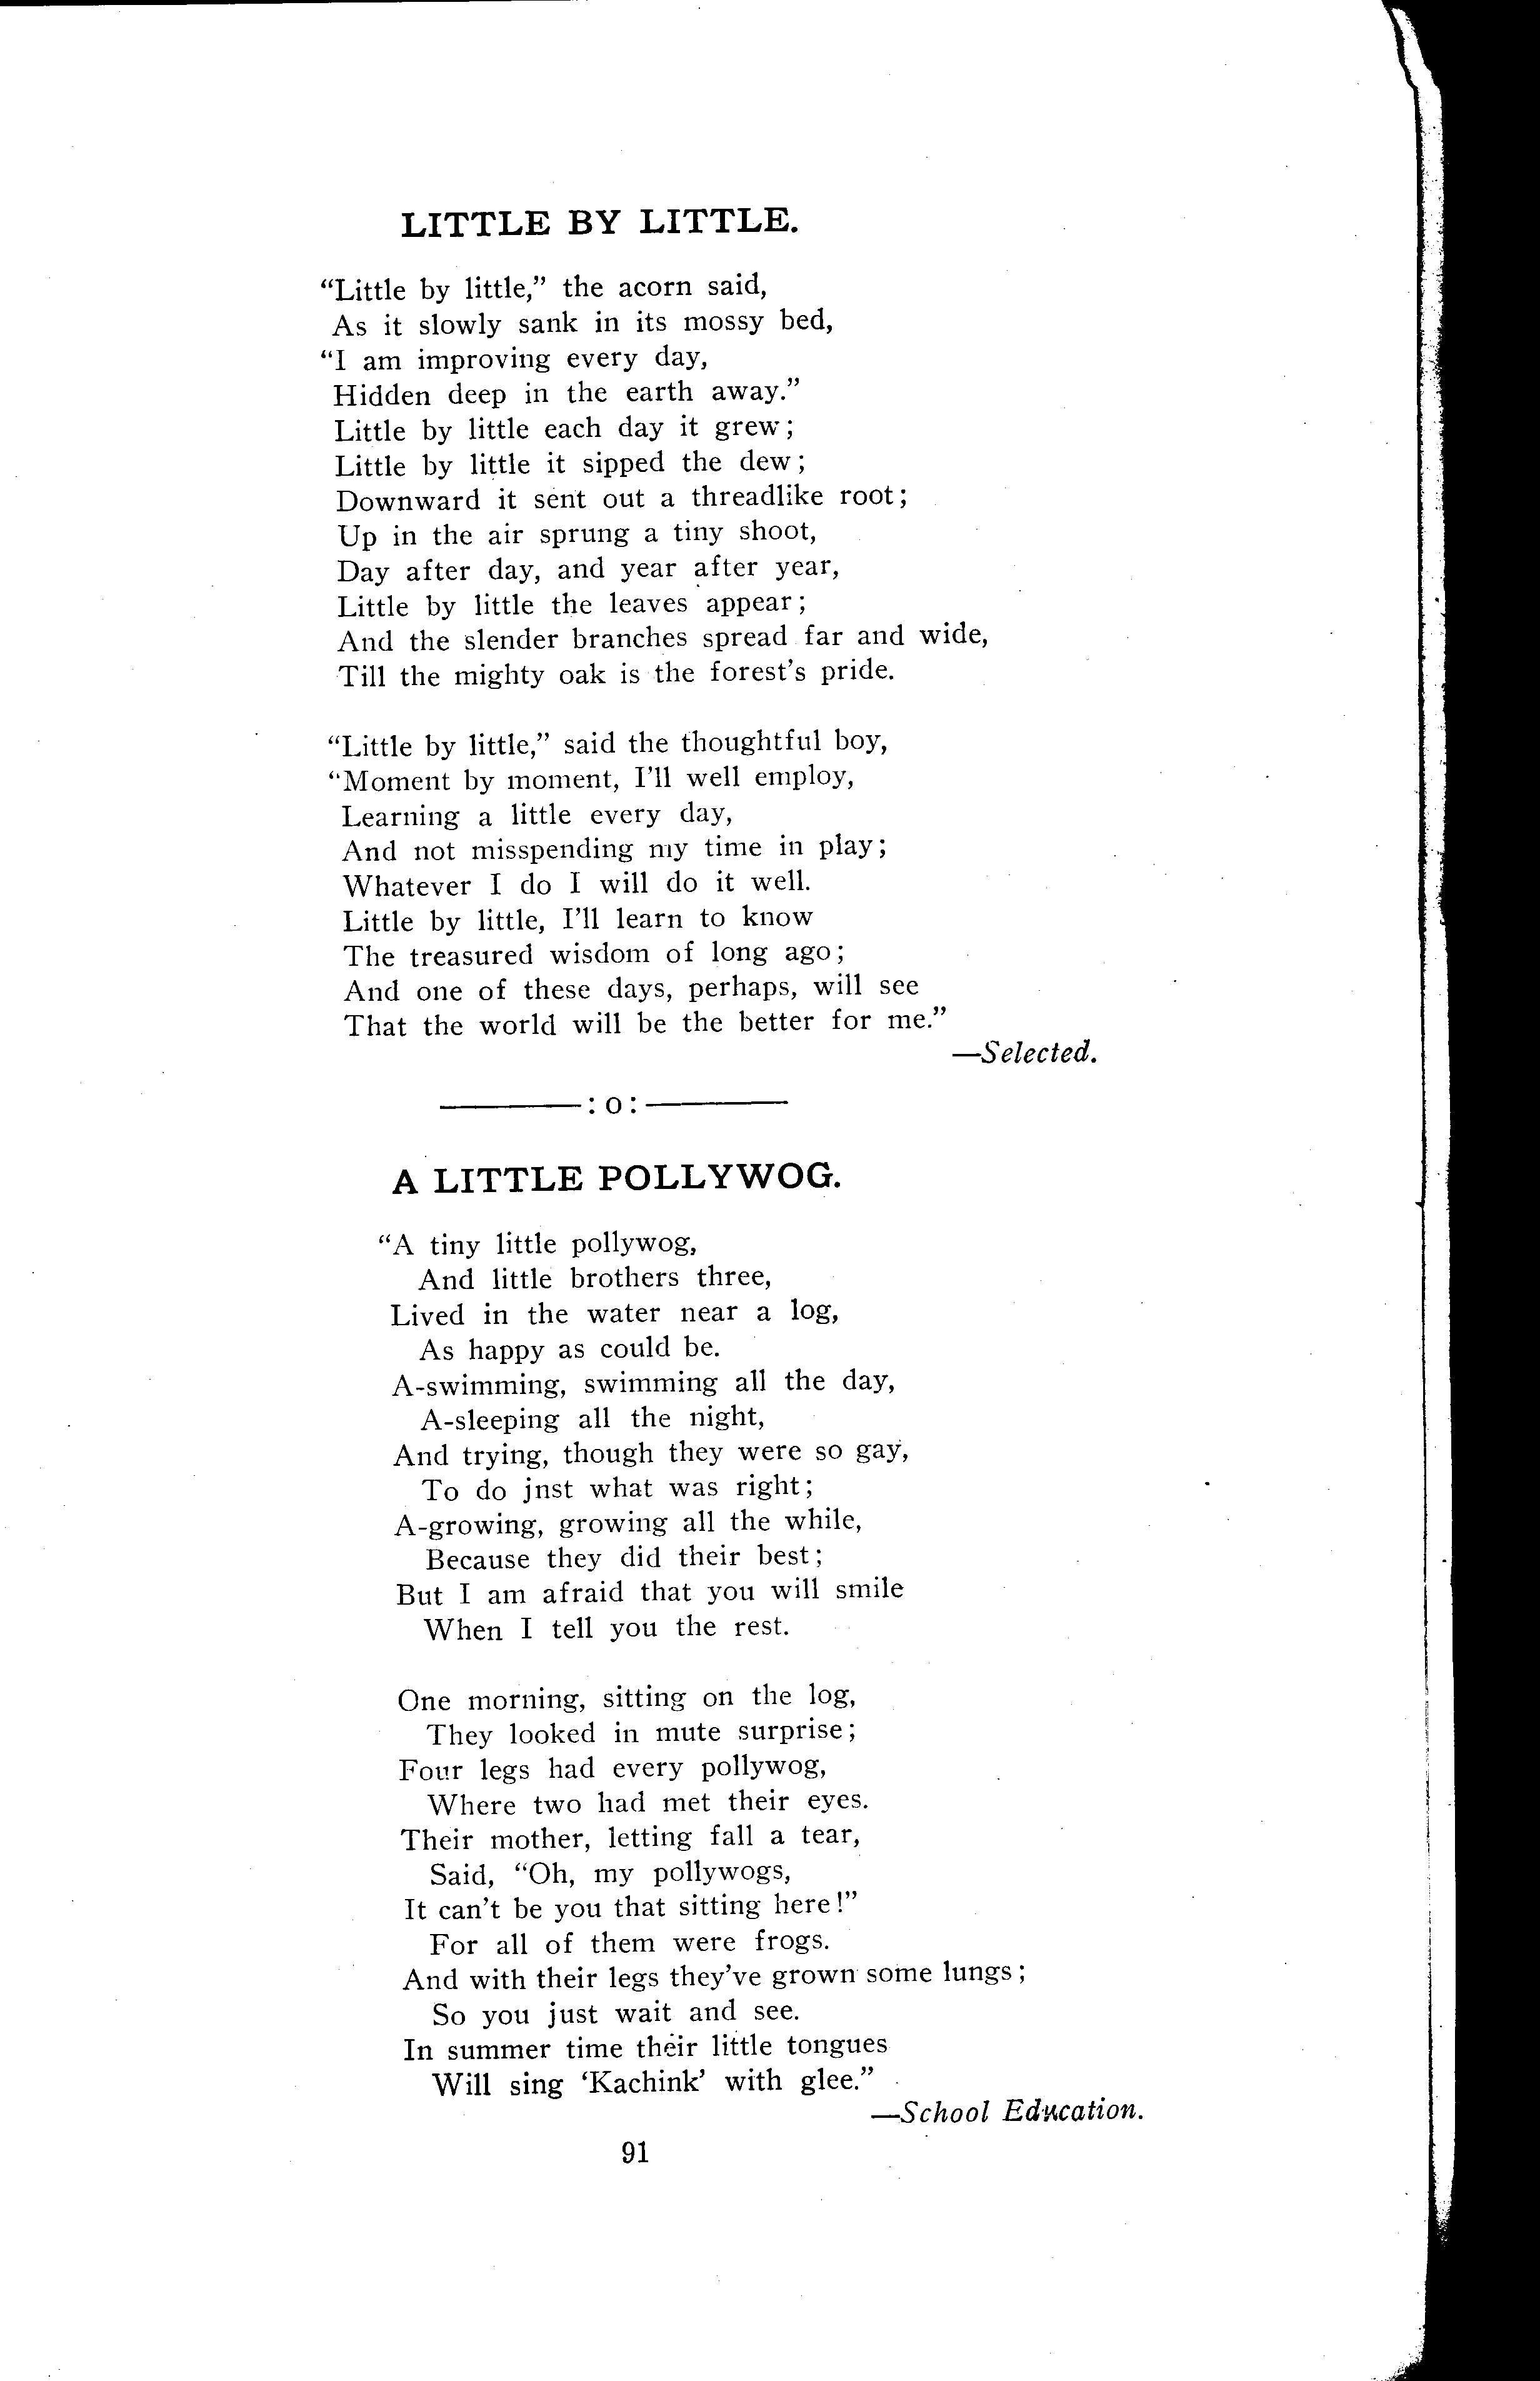 LITTLE BY LITTLE.
“Little by little,” the acorn said,
As it slowly sank in its mossy bed,
“I am improving every day,
Hidden deep in the earth away.”
Little by little each day it grew;
Little by little it sipped the dew;
Downward it sent out a threadlike root;
Up in the air sprung a tiny shoot,
Day after day, and year after year,
Little by little the leaves appear;
And the slender branches spread far and wide,
Till the mighty oak is the forest’s pride.
“Little by little,” said the thoughtful boy,
“Moment by moment, I’ll well employ,
Learning a little every day,
And not misspending my time in play;
Whatever I do I will do it well.
Little by little, I’ll learn to know
The treasured wisdom of long ago;
And one of these days, perhaps, will see
That the world will be the better for me.”
—Selected.
———:o:———
A LITTLE POLLYWOG.
“A tiny little pollywog,
And little brothers three,
Lived in the water near a log,
As happy as could be.
A-swimming, swimming all the day,
A-sleeping all the night,
And trying, though they were so gay,
To do jnst what was right;
A-growing, growing all the while,
Because they did their best;
But I am afraid that you will smile
When I tell you the rest.
One morning, sitting on the log,
They looked in mute surprise;
Four legs had every pollywog,
Where two had met their eyes.
Their mother, letting fall a tear,
Said, “Oh, my pollywogs,
It can’t be you that sitting here!”
For all of them were frogs.
And with their legs they’ve grown some lungs;
So you just wait and see.
In summer time their little tongues
Will sing ‘Kachink’ with glee.”
—School Education.
91